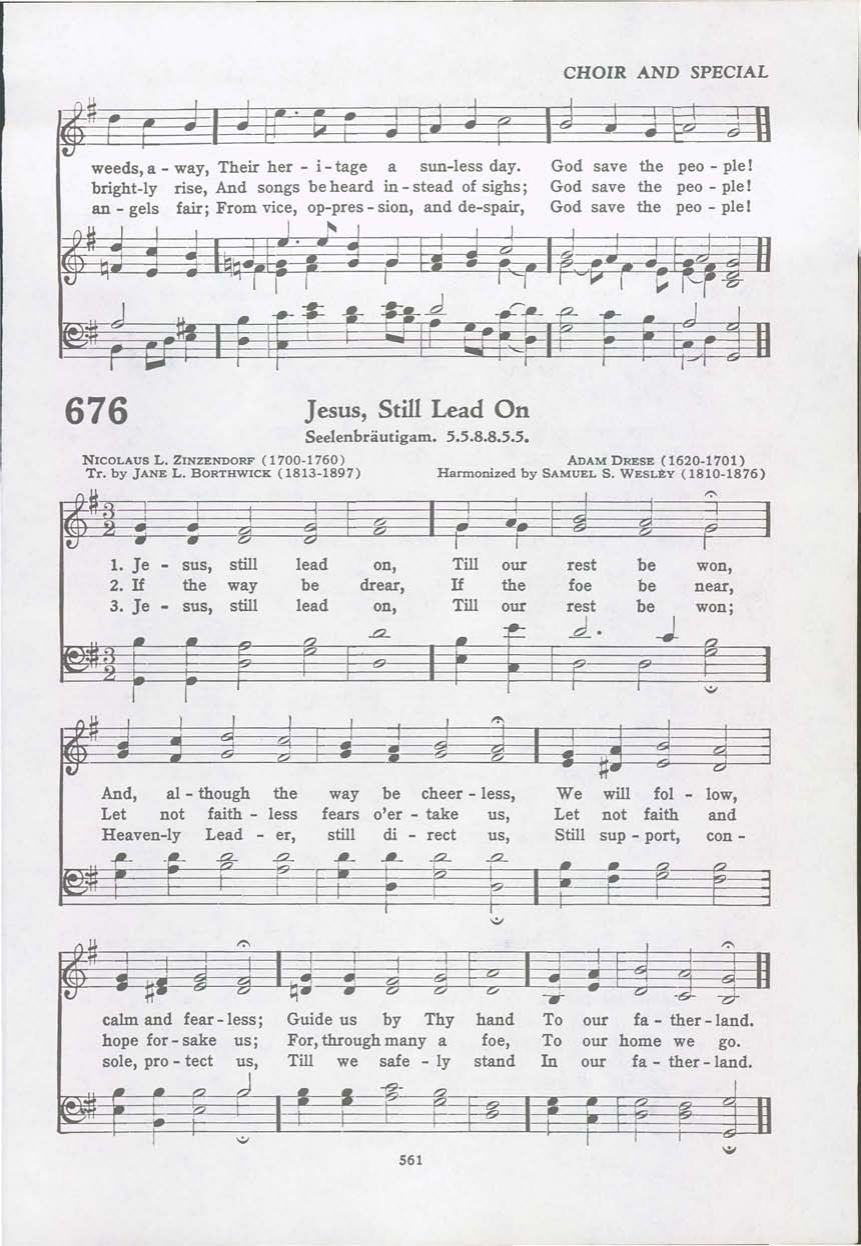 CHOIR AND SPECIAL
weeds, a - way, Their her - i - tage a sun-less day. God save the peo - ple!
bright-ly rise, And songs be heard in - stead of sighs; God save the peo - ple!
an - gels fair; From vice, op-pres - sion, and de-spair, God save the peo - ple!
676 Jesus, Still Lead On
Seelenbräutigam. 5.5.8.8.5.5.
NICOLAUS L. ZINZENDORF (1700-1760) ADAM DRESE (1620-1701)
Tr. by JANE L. BORTHWICK (1813-1897) Harmonized by SAMUEL S. WESLEY (1810-1876)
3
2
1. Je - sus, still lead on, Till our rest be won,
2. If the way be drear, If the foe be near,
3. Je - sus, still lead on, Till our rest be won;
3
2
And, al - though the way be cheer - less, We will fol - low,
Let not faith - less fears o'er - take us, Let not faith and
Heaven-ly Lead - er, still di - rect us, Still sup - port, con -
calm and fear - less; Guide us by Thy hand To our fa - ther - land.
hope for - sake us; For, through many a foe, To our home we go.
sole, pro - tect us, Till we safe - ly stand In our fa - ther - land.
561